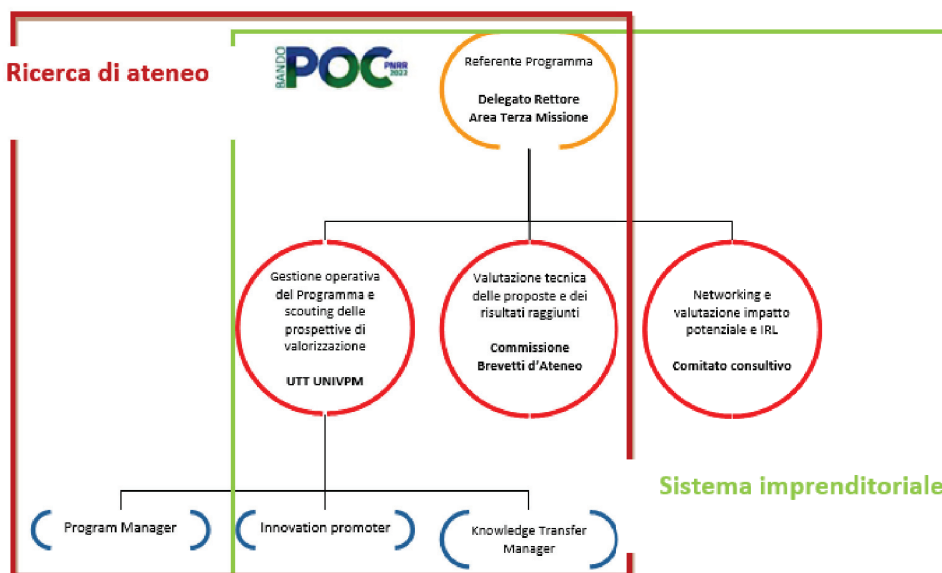 Ricerca di ateneo
BANDO
POC
PNRR
2022
Referente Programma
Delegato Rettore
Area Terza Missione
Gestione operativa
del Programma e
scouting delle
prospettive di
valorizzazione
UTT UNIVPM
Valutazione tecnica
delle proposte e dei
risultati raggiunti
Commissione
Brevetti d'Ateneo
Networking e
valutazione impatto
potenziale e IRL
Comitato consultivo
Sistema imprenditoriale
Program Manager
Innovation promoter
Knowledge Transfer
Manager